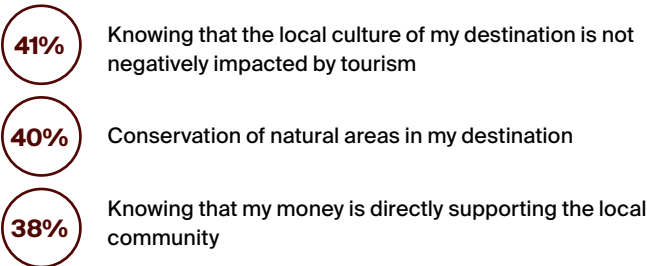 41%
Knowing that the local culture of my destination is not
negatively impacted by tourism
40%
Conservation of natural areas in my destination
38%
Knowing that my money is directly supporting the local
community